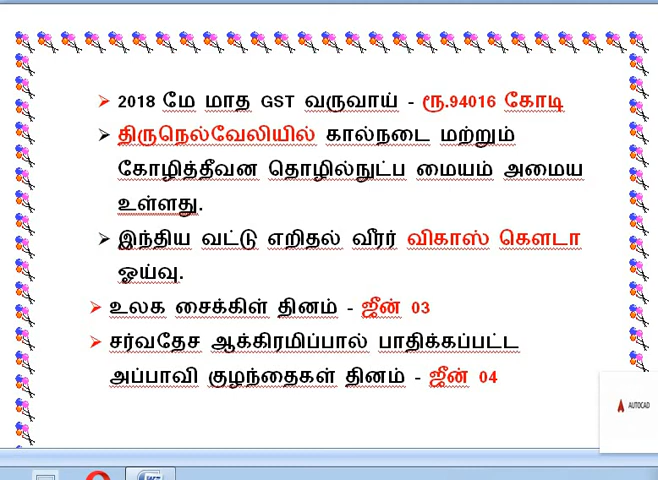 ➤ 2018 மே மாத GST வருவாய் - ரூ.94016 கோடி
➤ திருநெல்வேலியில் கால்நடை மற்றும்
கோழித்தீவன தொழில்நுட்ப மையம் அமைய
உள்ளது.
➤ இந்திய வட்டு எறிதல் வீரர் விகாஸ் கௌடா
ஓய்வு.
➤ உலக சைக்கிள் தினம் - ஜீன் 03
➤ சர்வதேச ஆக்கிரமிப்பால் பாதிக்கப்பட்ட
அப்பாவி குழந்தைகள் தினம் - ஜீன் 04
AUTOCAD